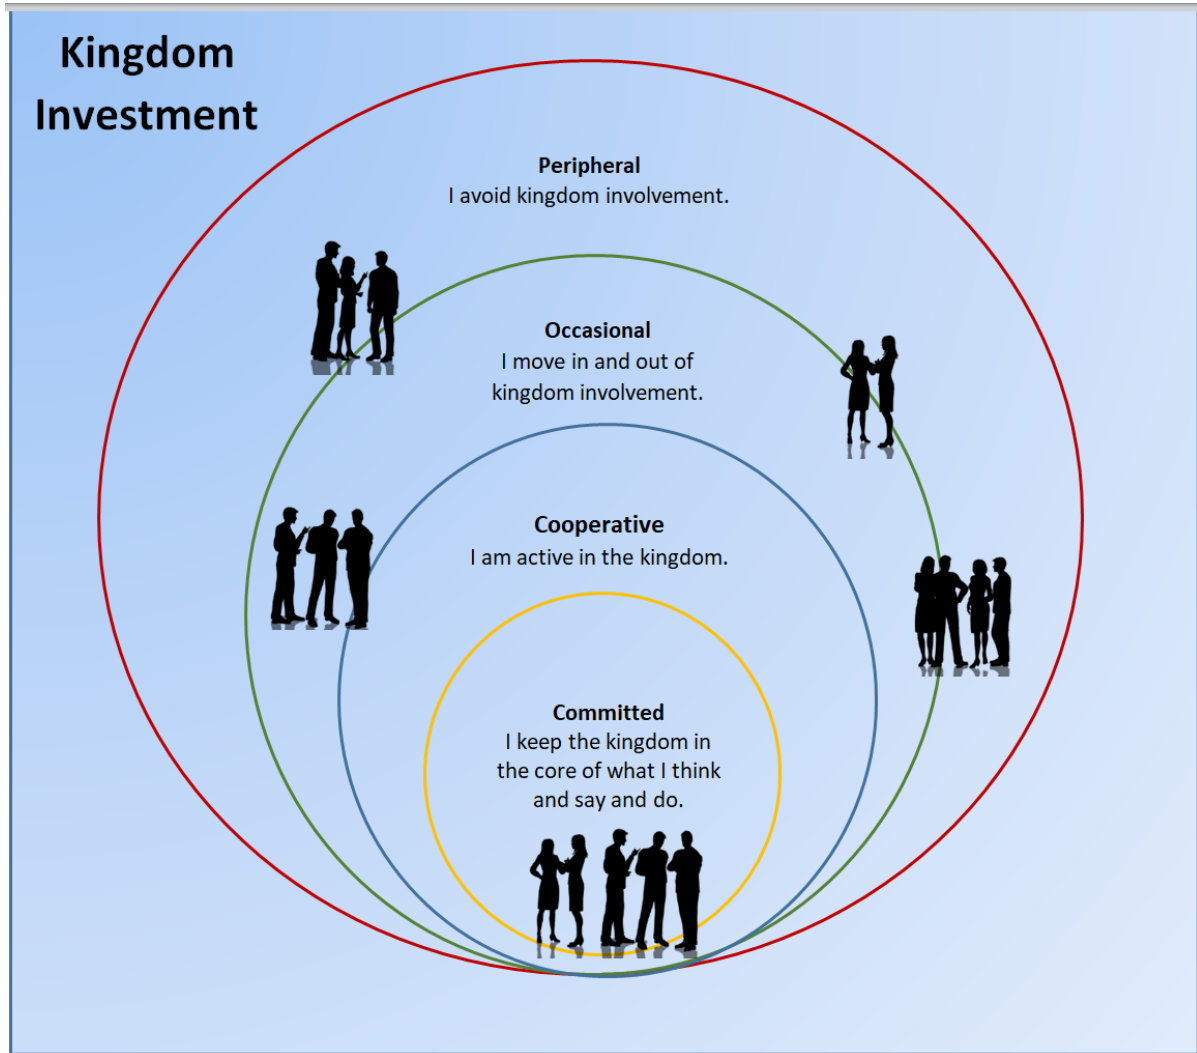 Kingdom
Investment
Peripheral
I avoid kingdom involvement.
Occasional
I move in and out of
kingdom involvement.
Cooperative
I am active in the kingdom.
Committed
I keep the kingdom in
the core of what I think
and say and do.